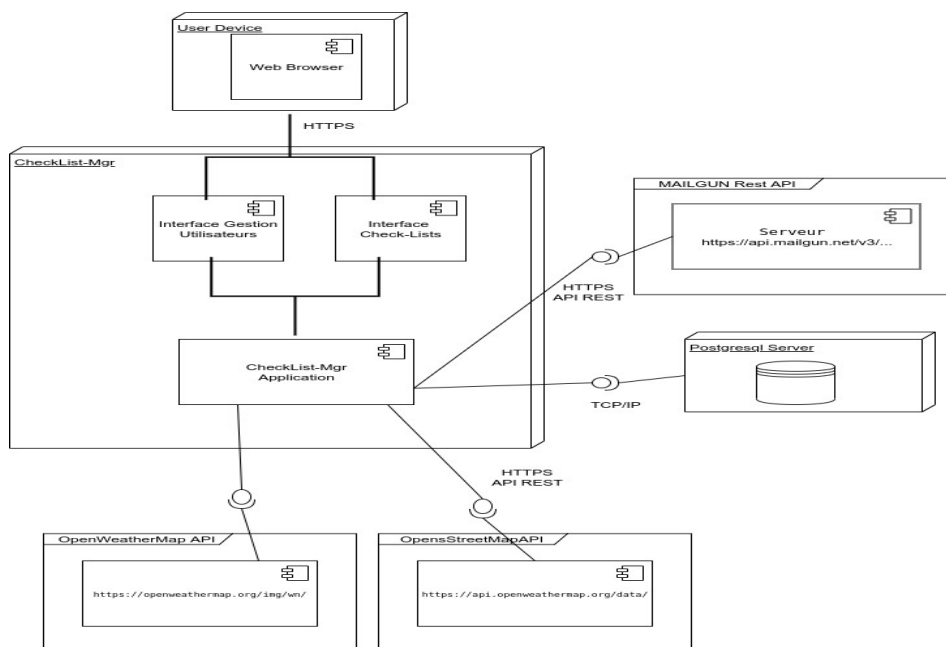 User Device
Web Browser
HTTPS
CheckList-Mgr
Interface Gestion
Utilisateurs
Interface
Check-Lists
MAILGUN Rest API
Serveur
https://api.mailgun.net/v3/...
HTTPS
API REST
Postgresql Server
CheckList-Mgr
Application
TCP/IP
HTTPS
API REST
OpenWeatherMap API
https://openweathermap.org/img/wn/
OpensStreetMapAPI
https://api.openweathermap.org/data/